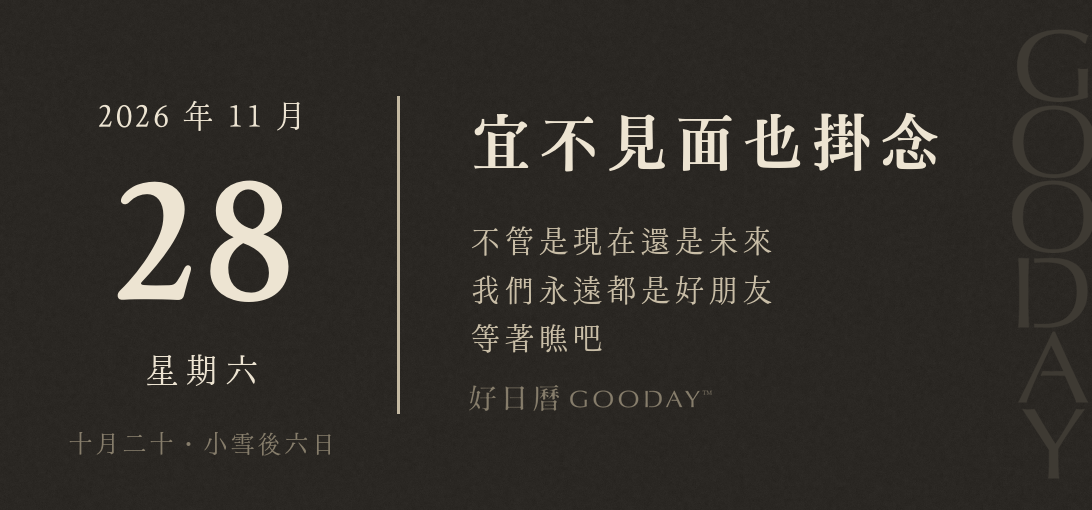 2026 年 11 月
28
星期六
十月二十・小雪後六日
宜不見面也掛念
不管是現在還是未來
我們永遠都是好朋友
等著瞧吧
好日曆 GOODAY™
GOODAY